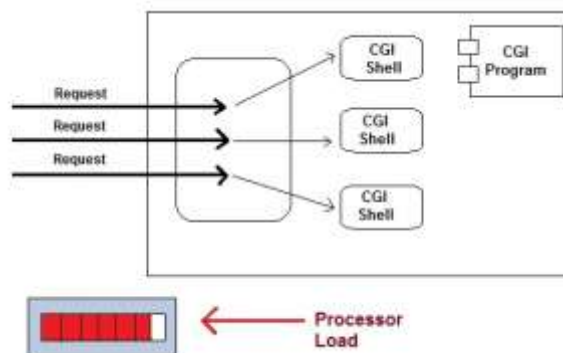 CGI
Shell
CGI
Program
Request
Request
CGI
Shell
Request
CGI
Shell
Processor
Load